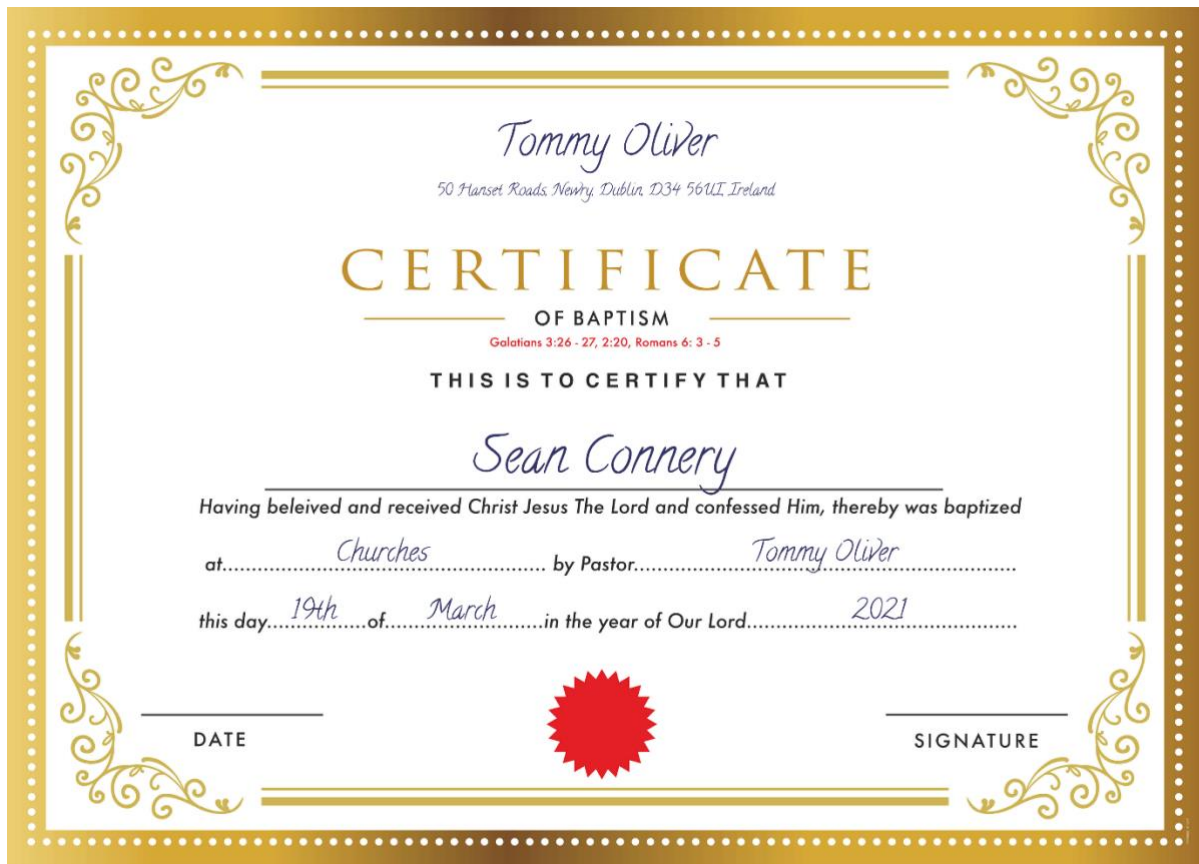 Tommy Oliver
50 Hanset Roads, Newry, Dublin, D34 56UI, Ireland
CERTIFICATE
OF BAPTISM
Galatians 3:26 - 27, 2:20, Romans 6: 3 - 5
THIS IS TO CERTIFY THAT
Sean Connery
Having beleived and received Christ Jesus The Lord and confessed Him, thereby was baptized
at.....Churches..... by Pastor.....Tommy Oliver.....
this day.....19th.....of.....March.....in the year of Our Lord.....2021.....
DATE SIGNATURE